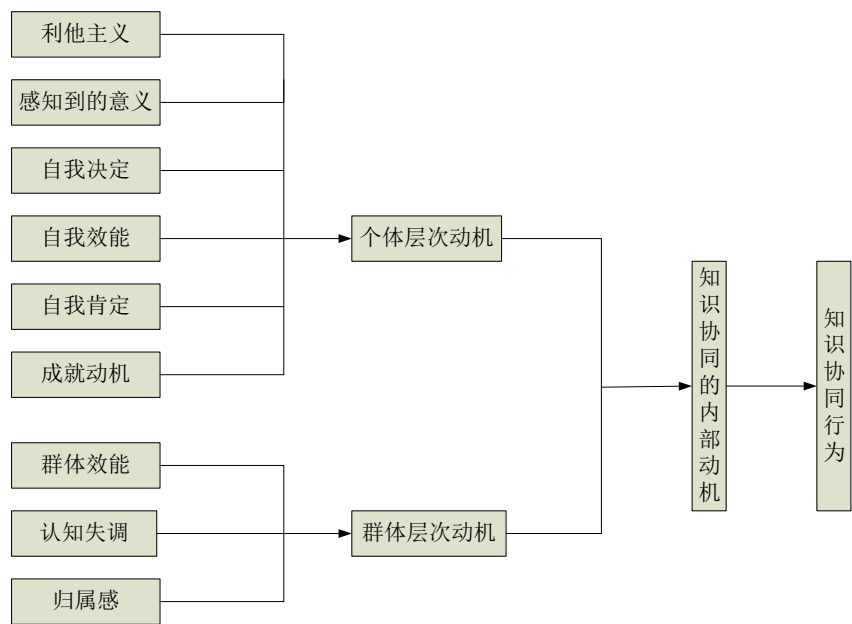 利他主义
感知到的意义
自我决定
自我效能
自我肯定
成就动机
群体效能
认知失调
归属感
个体层次动机
群体层次动机
知识协同的内部动机
知识协同行为